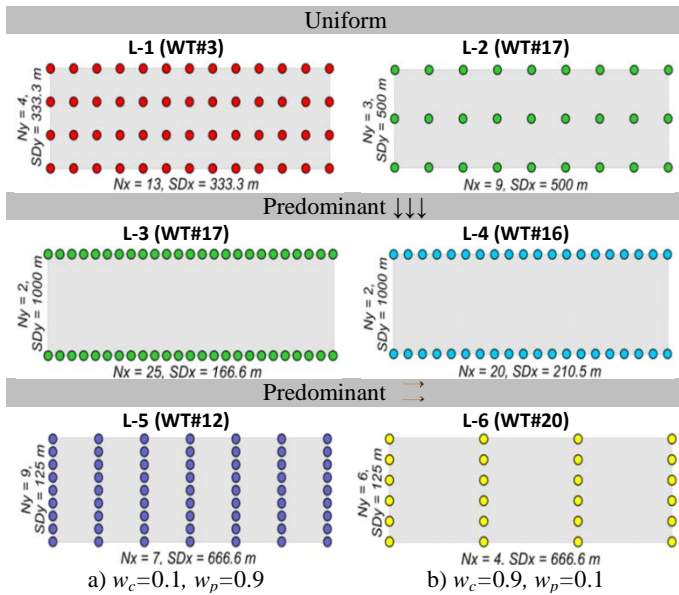 Uniform
L-1 (WT#3)
L-2 (WT#17)
Ny = 4,
SDy = 333.3 m
Ny = 3,
SDy = 500 m
Nx = 13, SDx = 333.3 m
Nx = 9, SDx = 500 m
Predominant ↓↓↓
L-3 (WT#17)
L-4 (WT#16)
Ny = 2,
SDy = 1000 m
Ny = 2,
SDy = 1000 m
Nx = 25, SDx = 166.6 m
Nx = 20, SDx = 210.5 m
Predominant →→
L-5 (WT#12)
L-6 (WT#20)
Ny = 9,
SDy = 125 m
Ny = 6,
SDy = 125 m
Nx = 7, SDx = 666.6 m
Nx = 4. SDx = 666.6 m
a) wc=0.1, wp=0.9
b) wc=0.9, wp=0.1